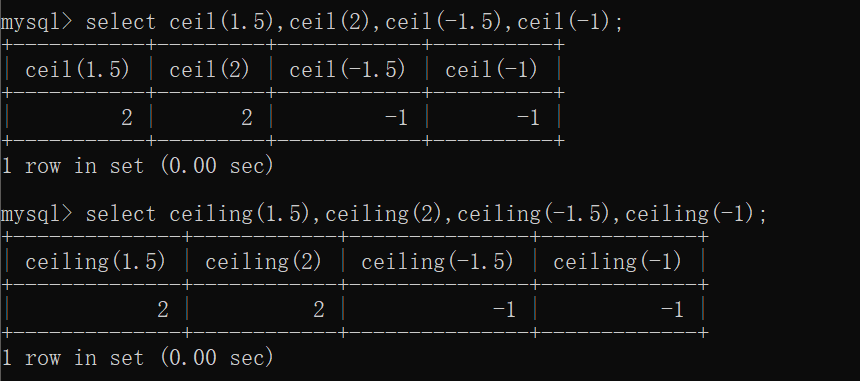 mysql> select ceil(1.5),ceil(2),ceil(-1.5),ceil(-1);
+-----------+---------+------------+----------+
| ceil(1.5) | ceil(2) | ceil(-1.5) | ceil(-1) |
+-----------+---------+------------+----------+
|         2 |       2 |         -1 |       -1 |
+-----------+---------+------------+----------+
1 row in set (0.00 sec)
mysql> select ceiling(1.5),ceiling(2),ceiling(-1.5),ceiling(-1);
+--------------+------------+---------------+-------------+
| ceiling(1.5) | ceiling(2) | ceiling(-1.5) | ceiling(-1) |
+--------------+------------+---------------+-------------+
|            2 |          2 |            -1 |          -1 |
+--------------+------------+---------------+-------------+
1 row in set (0.00 sec)